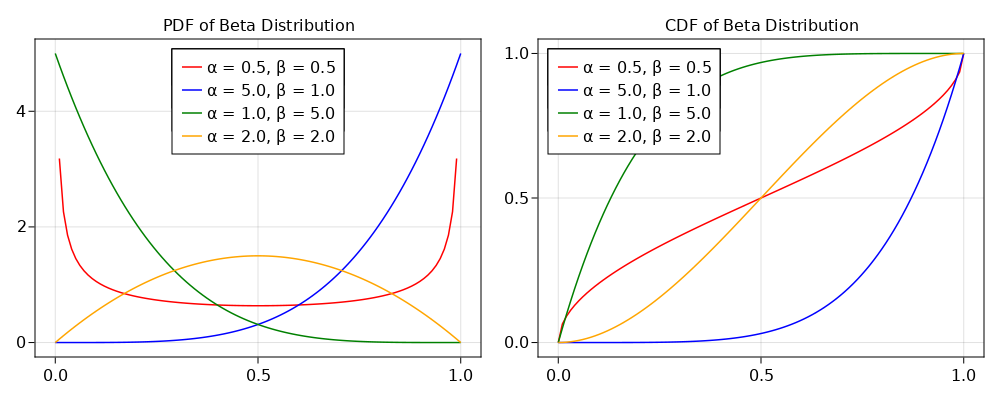 PDF of Beta Distribution
α = 0.5, β = 0.5
α = 5.0, β = 1.0
α = 1.0, β = 5.0
α = 2.0, β = 2.0
4
2
0
0.0 0.5 1.0
CDF of Beta Distribution
α = 0.5, β = 0.5
α = 5.0, β = 1.0
α = 1.0, β = 5.0
α = 2.0, β = 2.0
1.0
0.5
0.0
0.0 0.5 1.0